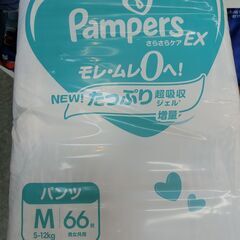 Pampers
さらさらケア EX
モレ・ムレ0へ!
NEW! たっぷり 超吸収ジェル 増量
パンツ
M 66枚
5-12kg 男女共用